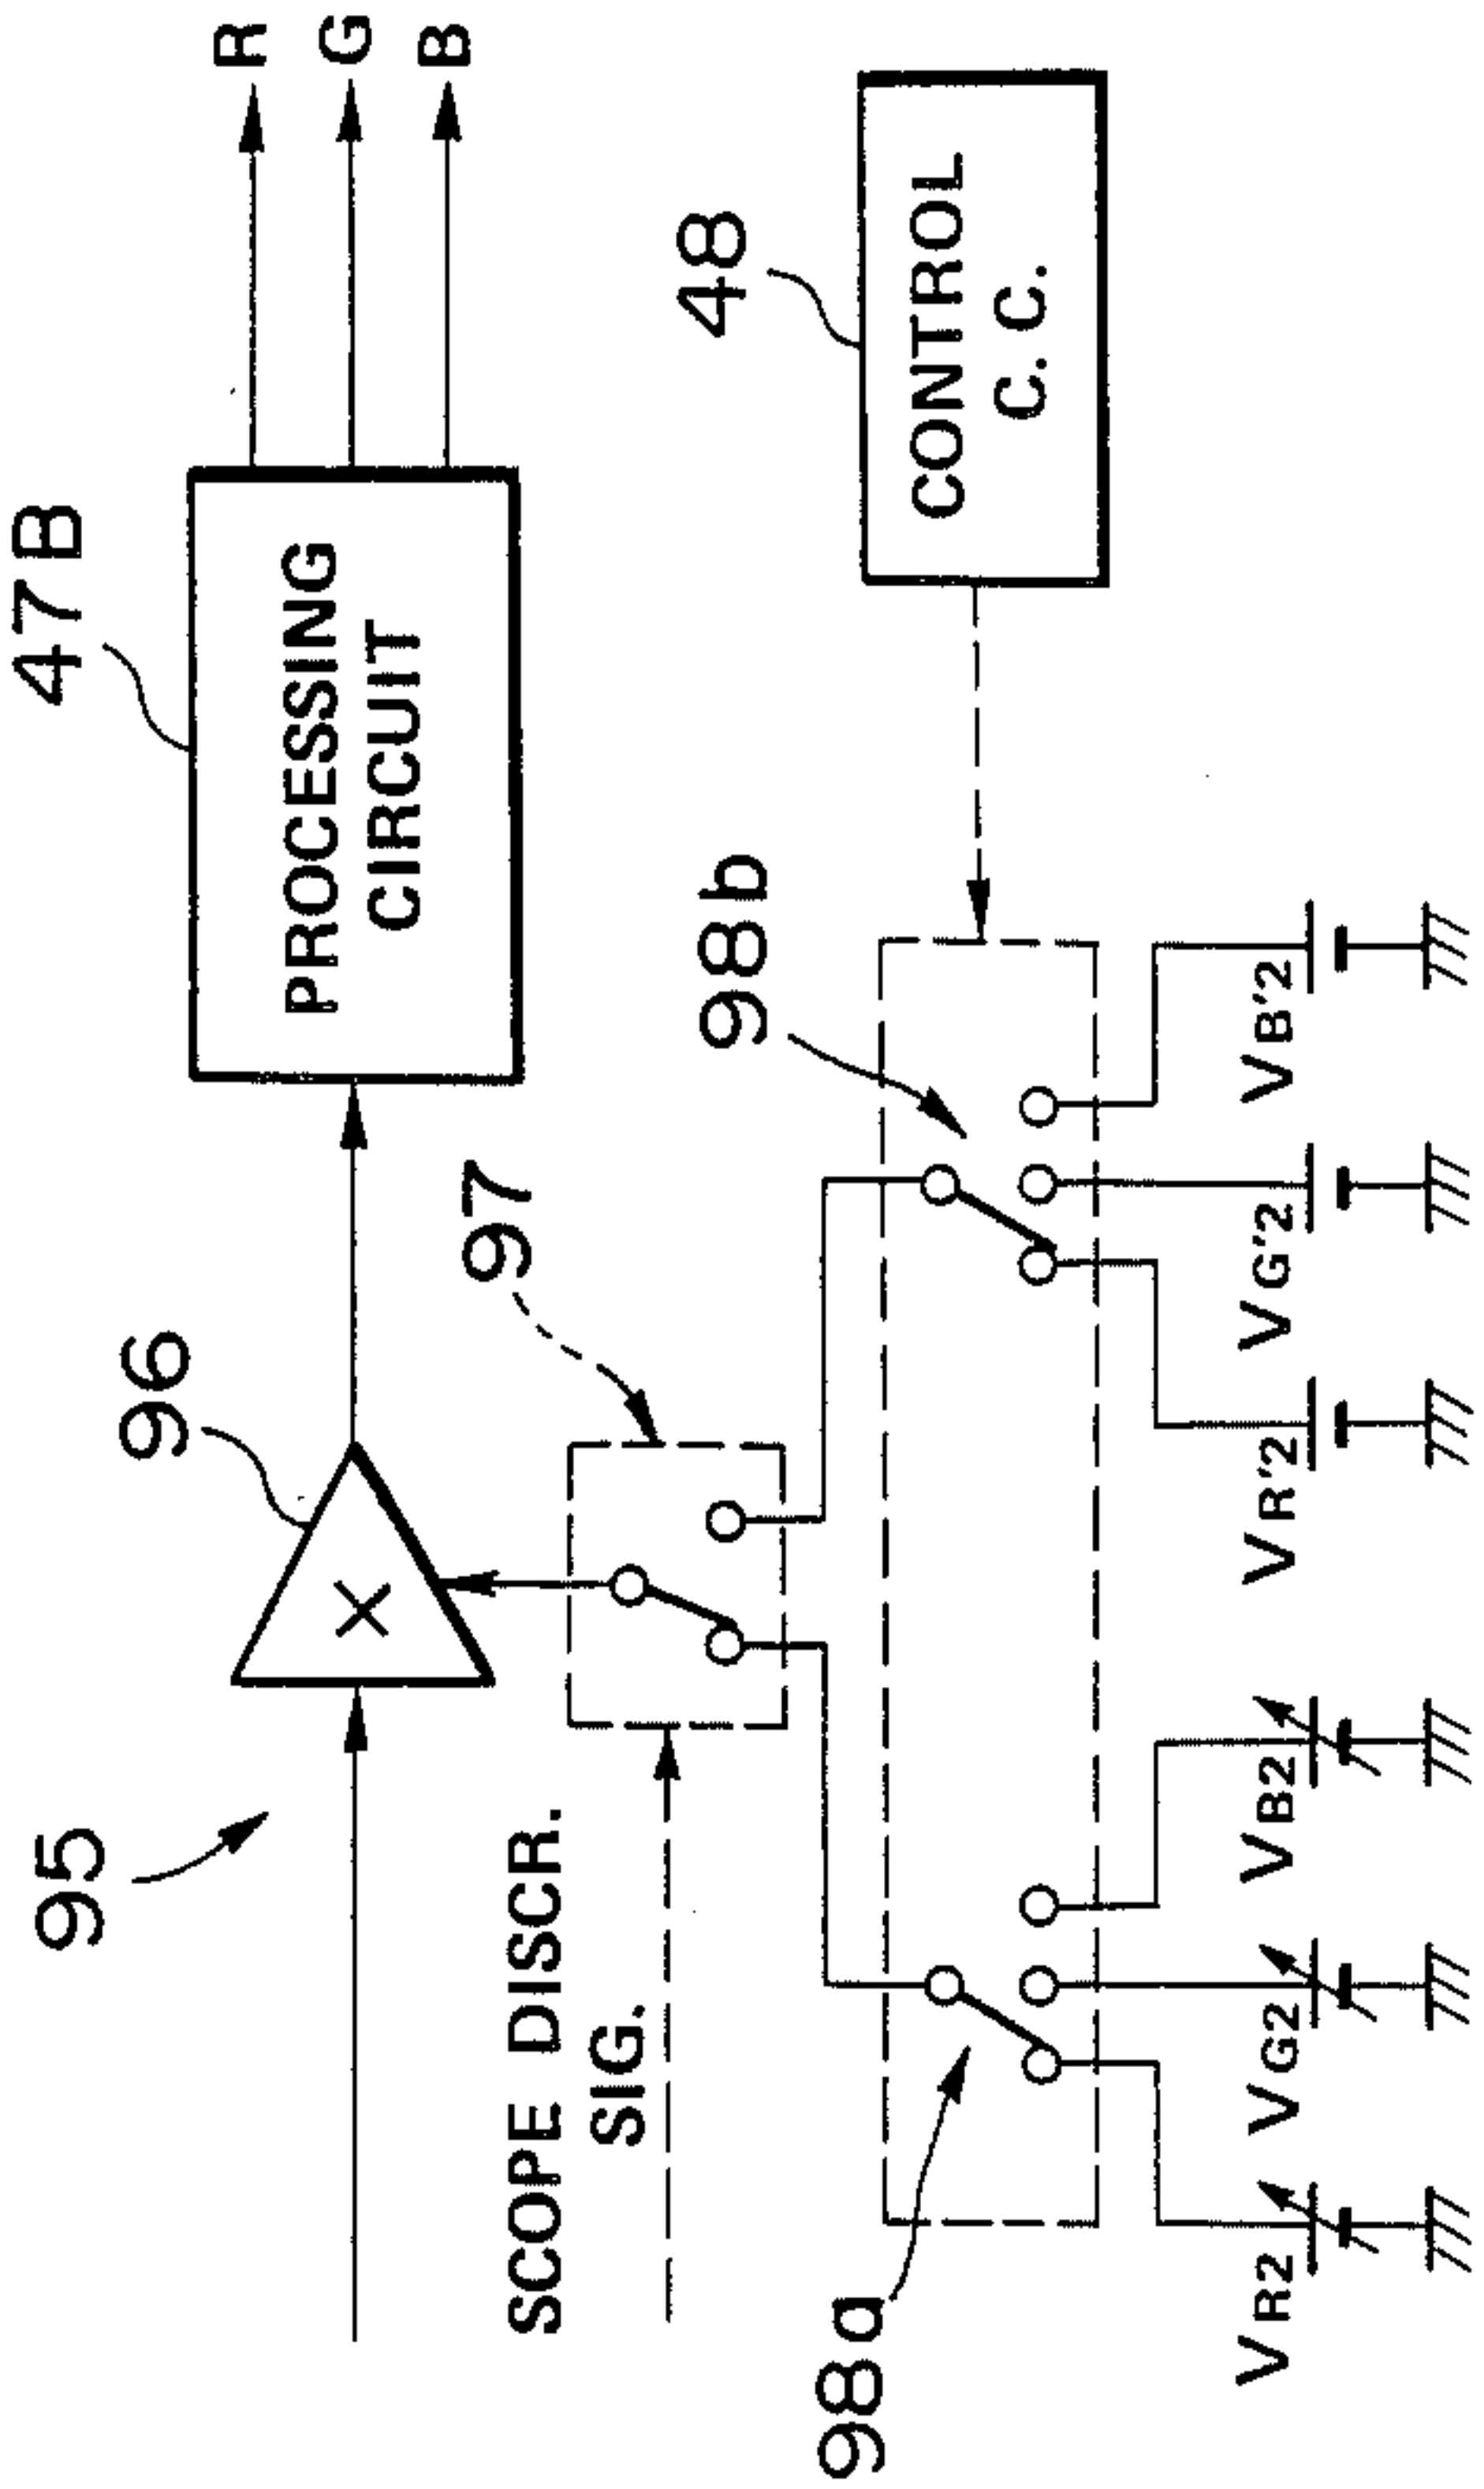 95
96
47B
PROCESSING
CIRCUIT
R
G
B
SCOPE DISCR.
SIG.
97
98a
98b
48
CONTROL
C. C.
VR2
VG2
VB2
VR'2
VG'2
VB'2